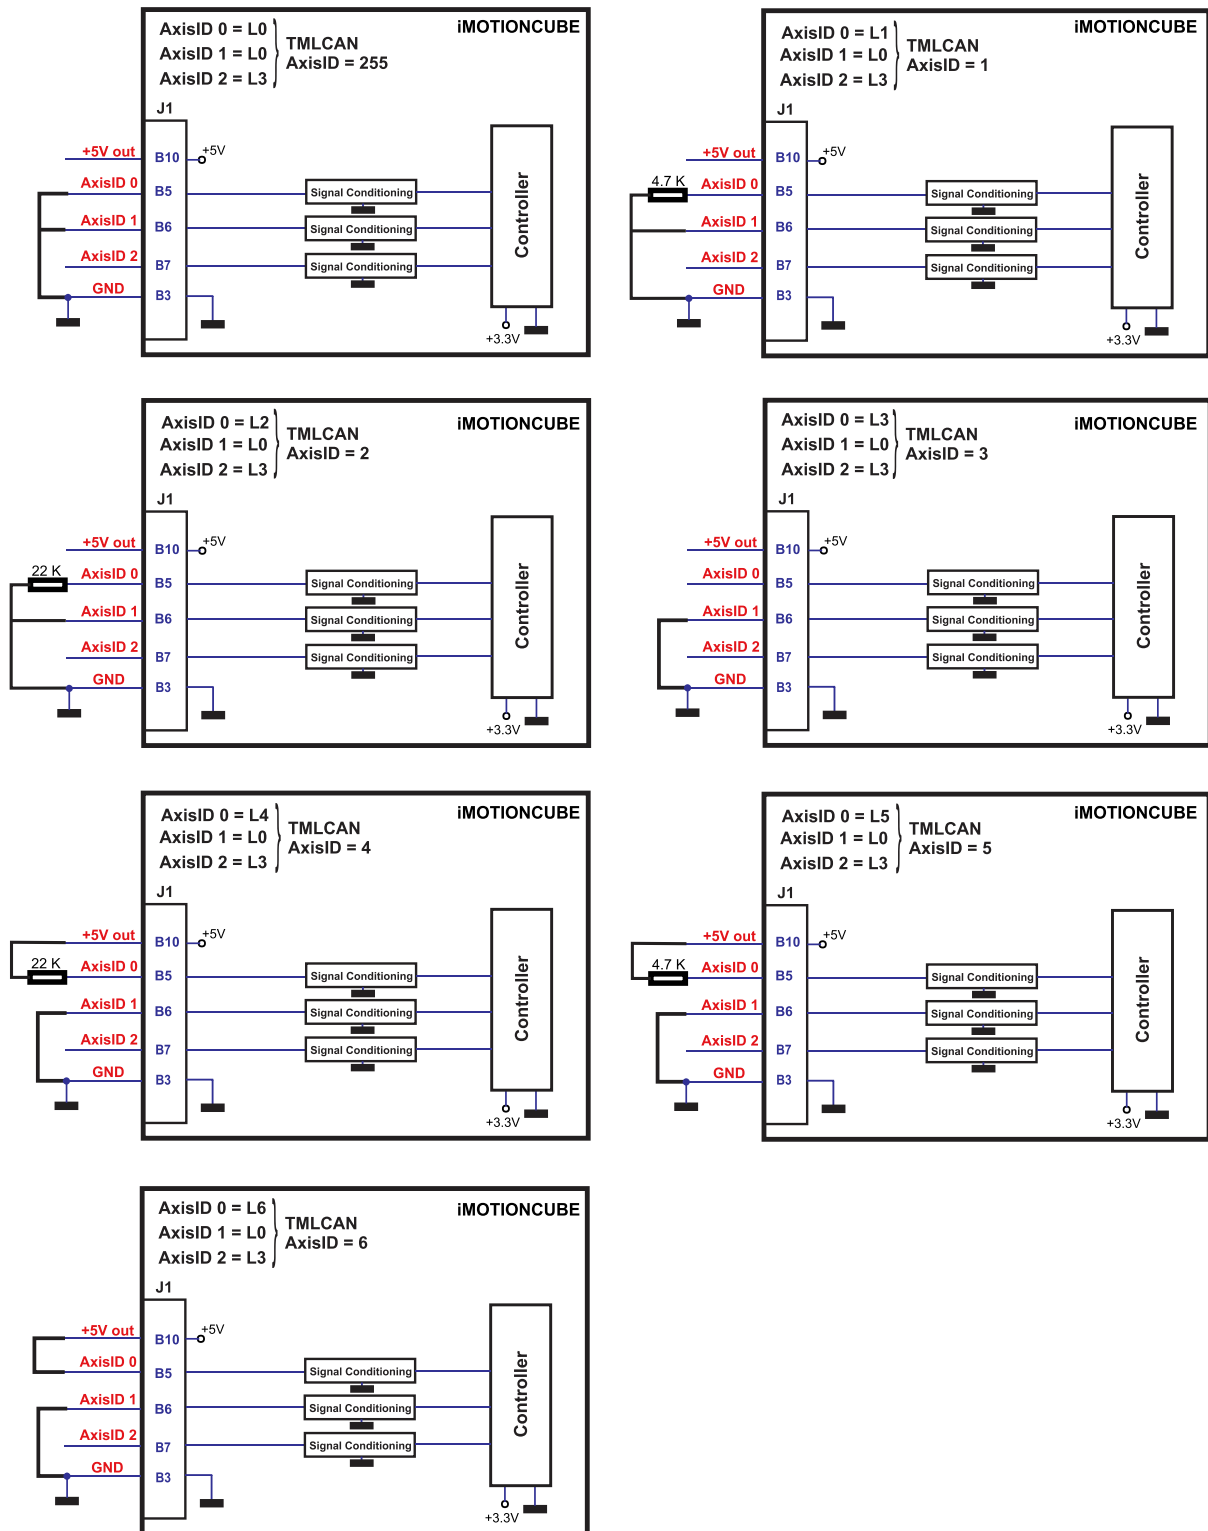 AxisID 0 = L0
AxisID 1 = L0
AxisID 2 = L3
TMLCAN
AxisID = 255
iMOTIONCUBE
J1
+5V out
B10
+5V
AxisID 0
B5
Signal Conditioning
AxisID 1
B6
Signal Conditioning
AxisID 2
B7
Signal Conditioning
GND
B3
Controller
+3.3V
AxisID 0 = L1
AxisID 1 = L0
AxisID 2 = L3
TMLCAN
AxisID = 1
iMOTIONCUBE
J1
+5V out
B10
+5V
4.7 K
AxisID 0
B5
Signal Conditioning
AxisID 1
B6
Signal Conditioning
AxisID 2
B7
Signal Conditioning
GND
B3
Controller
+3.3V
AxisID 0 = L2
AxisID 1 = L0
AxisID 2 = L3
TMLCAN
AxisID = 2
iMOTIONCUBE
J1
+5V out
B10
+5V
22 K
AxisID 0
B5
Signal Conditioning
AxisID 1
B6
Signal Conditioning
AxisID 2
B7
Signal Conditioning
GND
B3
Controller
+3.3V
AxisID 0 = L3
AxisID 1 = L0
AxisID 2 = L3
TMLCAN
AxisID = 3
iMOTIONCUBE
J1
+5V out
B10
+5V
AxisID 0
B5
Signal Conditioning
AxisID 1
B6
Signal Conditioning
AxisID 2
B7
Signal Conditioning
GND
B3
Controller
+3.3V
AxisID 0 = L4
AxisID 1 = L0
AxisID 2 = L3
TMLCAN
AxisID = 4
iMOTIONCUBE
J1
+5V out
B10
+5V
22 K
AxisID 0
B5
Signal Conditioning
AxisID 1
B6
Signal Conditioning
AxisID 2
B7
Signal Conditioning
GND
B3
Controller
+3.3V
AxisID 0 = L5
AxisID 1 = L0
AxisID 2 = L3
TMLCAN
AxisID = 5
iMOTIONCUBE
J1
+5V out
B10
+5V
4.7 K
AxisID 0
B5
Signal Conditioning
AxisID 1
B6
Signal Conditioning
AxisID 2
B7
Signal Conditioning
GND
B3
Controller
+3.3V
AxisID 0 = L6
AxisID 1 = L0
AxisID 2 = L3
TMLCAN
AxisID = 6
iMOTIONCUBE
J1
+5V out
B10
+5V
AxisID 0
B5
Signal Conditioning
AxisID 1
B6
Signal Conditioning
AxisID 2
B7
Signal Conditioning
GND
B3
Controller
+3.3V